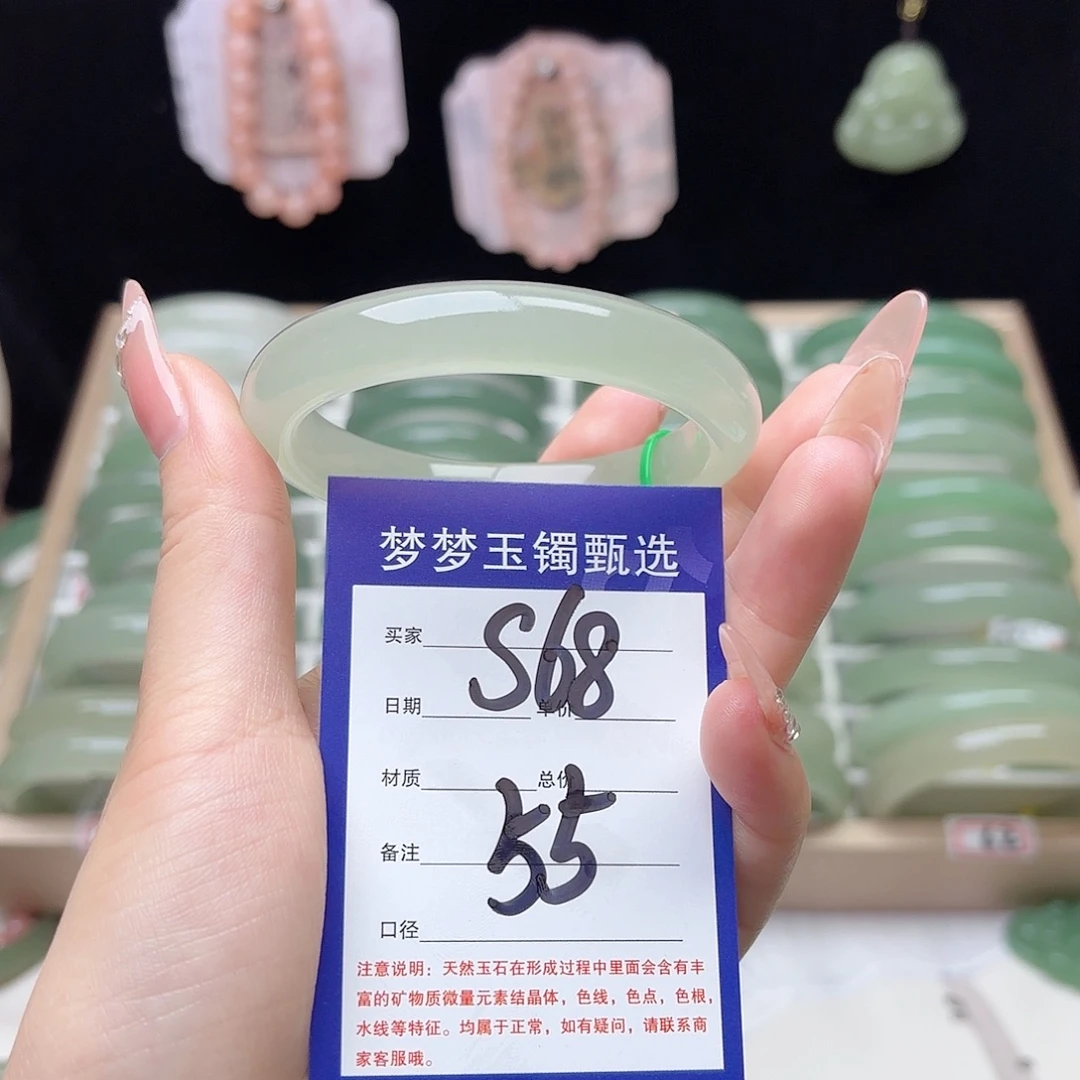 梦梦玉镯甄选
买家 S68
日期 单价
材质 总价
55
备注
口径
注意说明：天然玉石在形成过程中里面会含有丰
富的矿物质微量元素结晶体，色线，色点，色根，
水线等特征。均属于正常，如有疑问，请联系商
家客服哦。